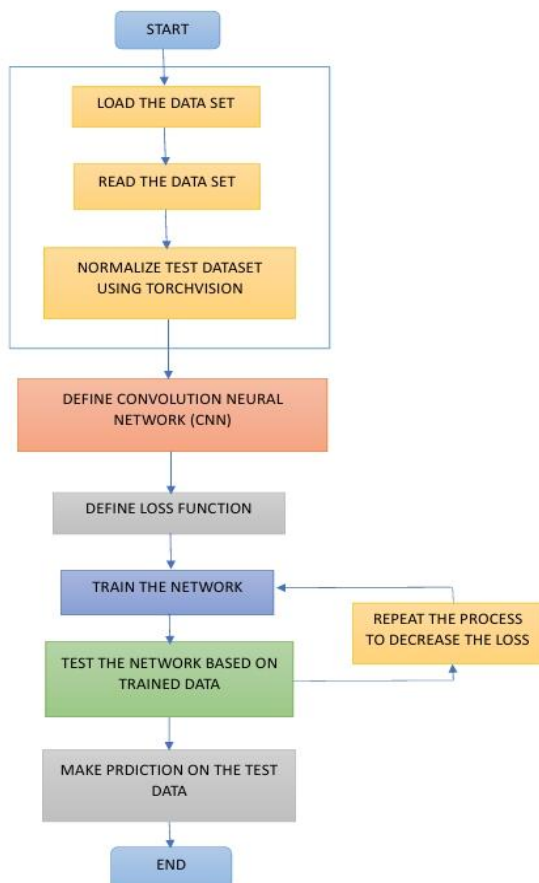 START
LOAD THE DATA SET
READ THE DATA SET
NORMALIZE TEST DATASET
USING TORCHVISION
DEFINE CONVOLUTION NEURAL
NETWORK (CNN)
DEFINE LOSS FUNCTION
TRAIN THE NETWORK
REPEAT THE PROCESS
TO DECREASE THE LOSS
TEST THE NETWORK BASED ON
TRAINED DATA
MAKE PRDICTION ON THE TEST
DATA
END